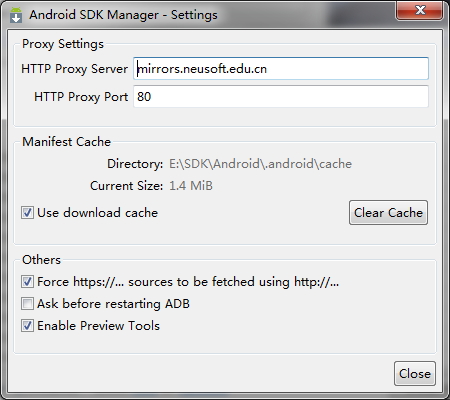 Android SDK Manager - Settings
Proxy Settings
HTTP Proxy Server mirrors.neusoft.edu.cn
HTTP Proxy Port 80
Manifest Cache
Directory: E:\SDK\Android\.android\cache
Current Size: 1.4 MiB
Use download cache Clear Cache
Others
Force https://... sources to be fetched using http://...
Ask before restarting ADB
Enable Preview Tools
Close